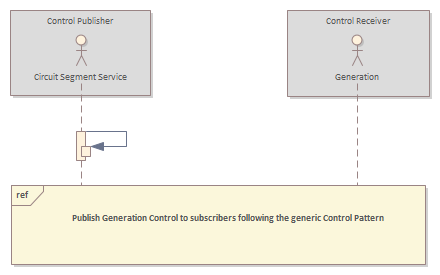 Control Publisher
Control Receiver
Circuit Segment Service
Generation
ref
Publish Generation Control to subscribers following the generic Control Pattern